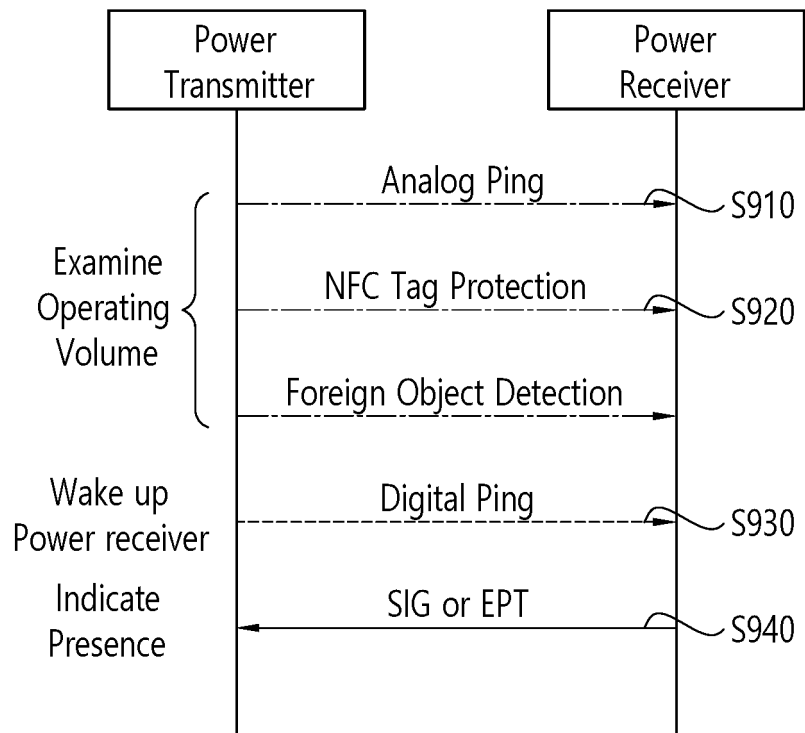 Power
Transmitter
Power
Receiver
Analog Ping
S910
Examine
Operating
Volume
NFC Tag Protection
S920
Foreign Object Detection
Wake up
Power receiver
Digital Ping
S930
Indicate
Presence
SIG or EPT
S940